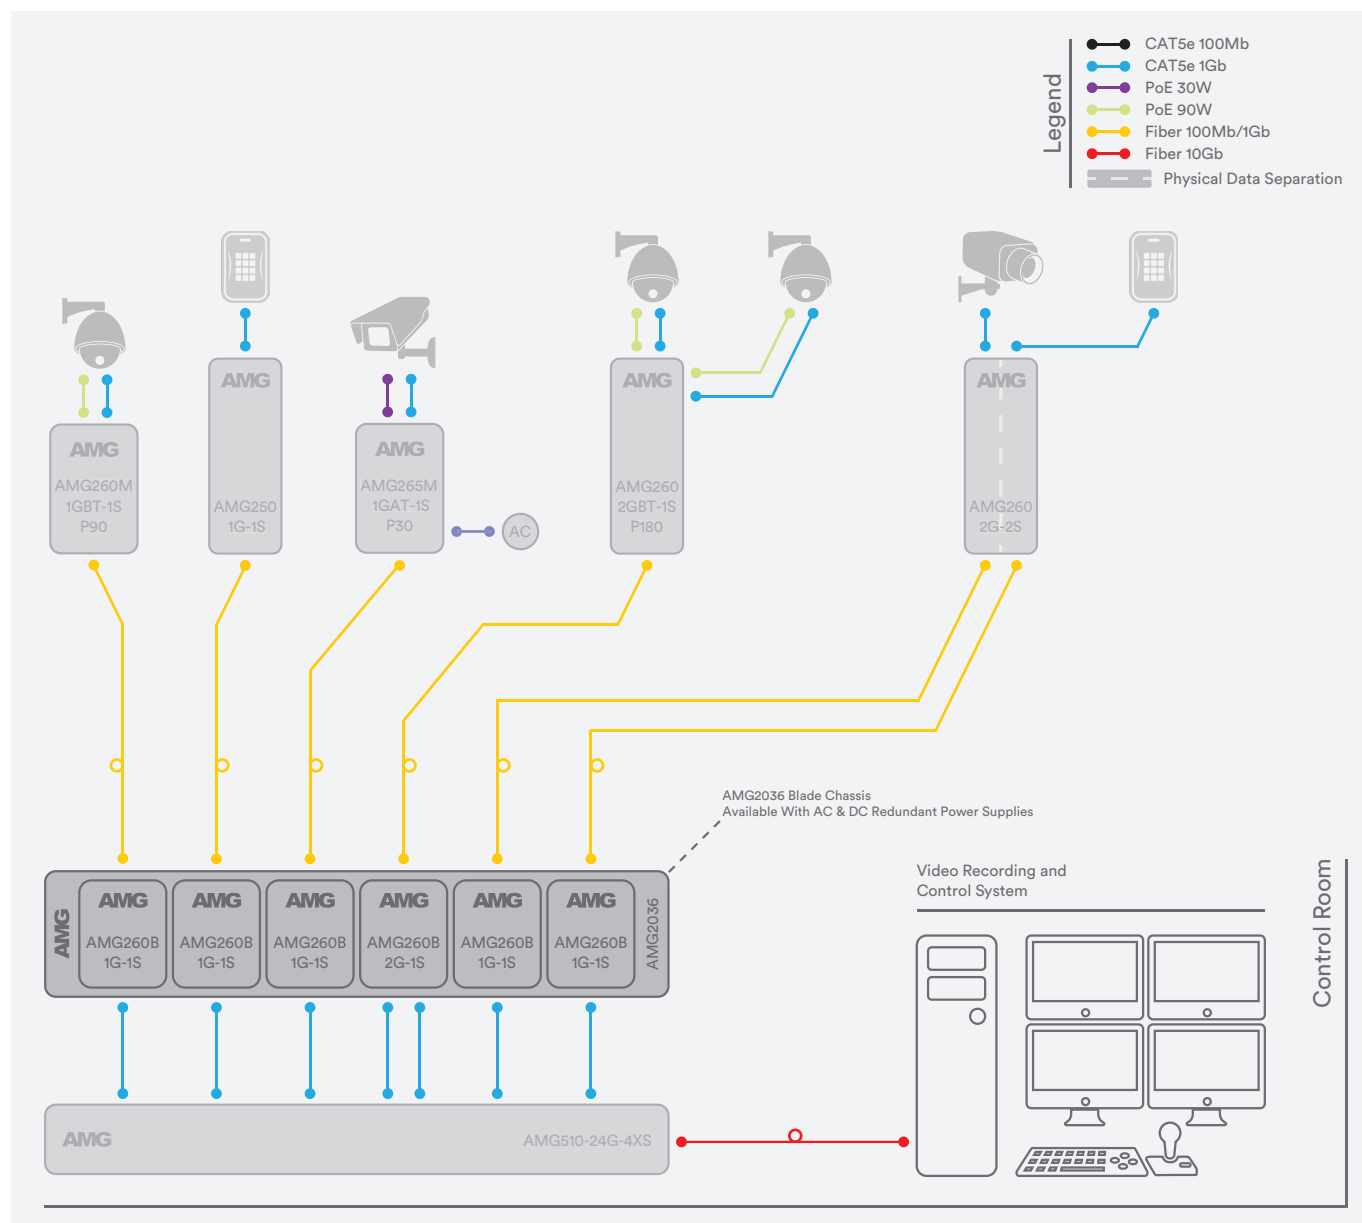 Legend
CAT5e 100Mb
CAT5e 1Gb
PoE 30W
PoE 90W
Fiber 100Mb/1Gb
Fiber 10Gb
Physical Data Separation
AMG
AMG260M
1GBT-1S
P90
AMG
AMG250
1G-1S
AMG
AMG265M
1GAT-1S
P30
AC
AMG
AMG260
2GBT-1S
P180
AMG
AMG260
2G-2S
AMG2036 Blade Chassis
Available With AC & DC Redundant Power Supplies
AMG
AMG
AMG260B
1G-1S
AMG
AMG260B
1G-1S
AMG
AMG260B
1G-1S
AMG
AMG260B
2G-1S
AMG
AMG260B
1G-1S
AMG
AMG260B
1G-1S
AMG2036
Video Recording and
Control System
Control Room
AMG
AMG510-24G-4XS